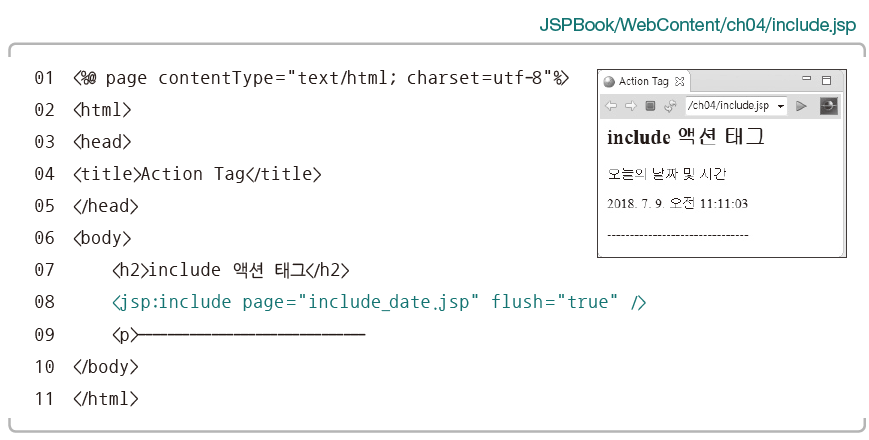 JSPBook/WebContent/ch04/include.jsp
01 <%@ page contentType="text/html; charset=utf-8"%>
02 <html>
03 <head>
04 <title>Action Tag</title>
05 </head>
06 <body>
07 <h2>include 액션 태그</h2>
08 <jsp:include page="include_date.jsp" flush="true" />
09 <p>-------------------------------
10 </body>
11 </html>
Action Tag
/ch04/include.jsp
include 액션 태그
오늘의 날짜 및 시간
2018. 7. 9. 오전 11:11:03
-------------------------------